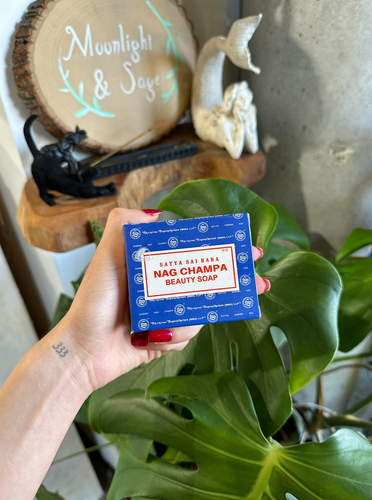 Moonlight
& Sage
SATYA SAI BABA
NAG CHAMPA
BEAUTY SOAP
333